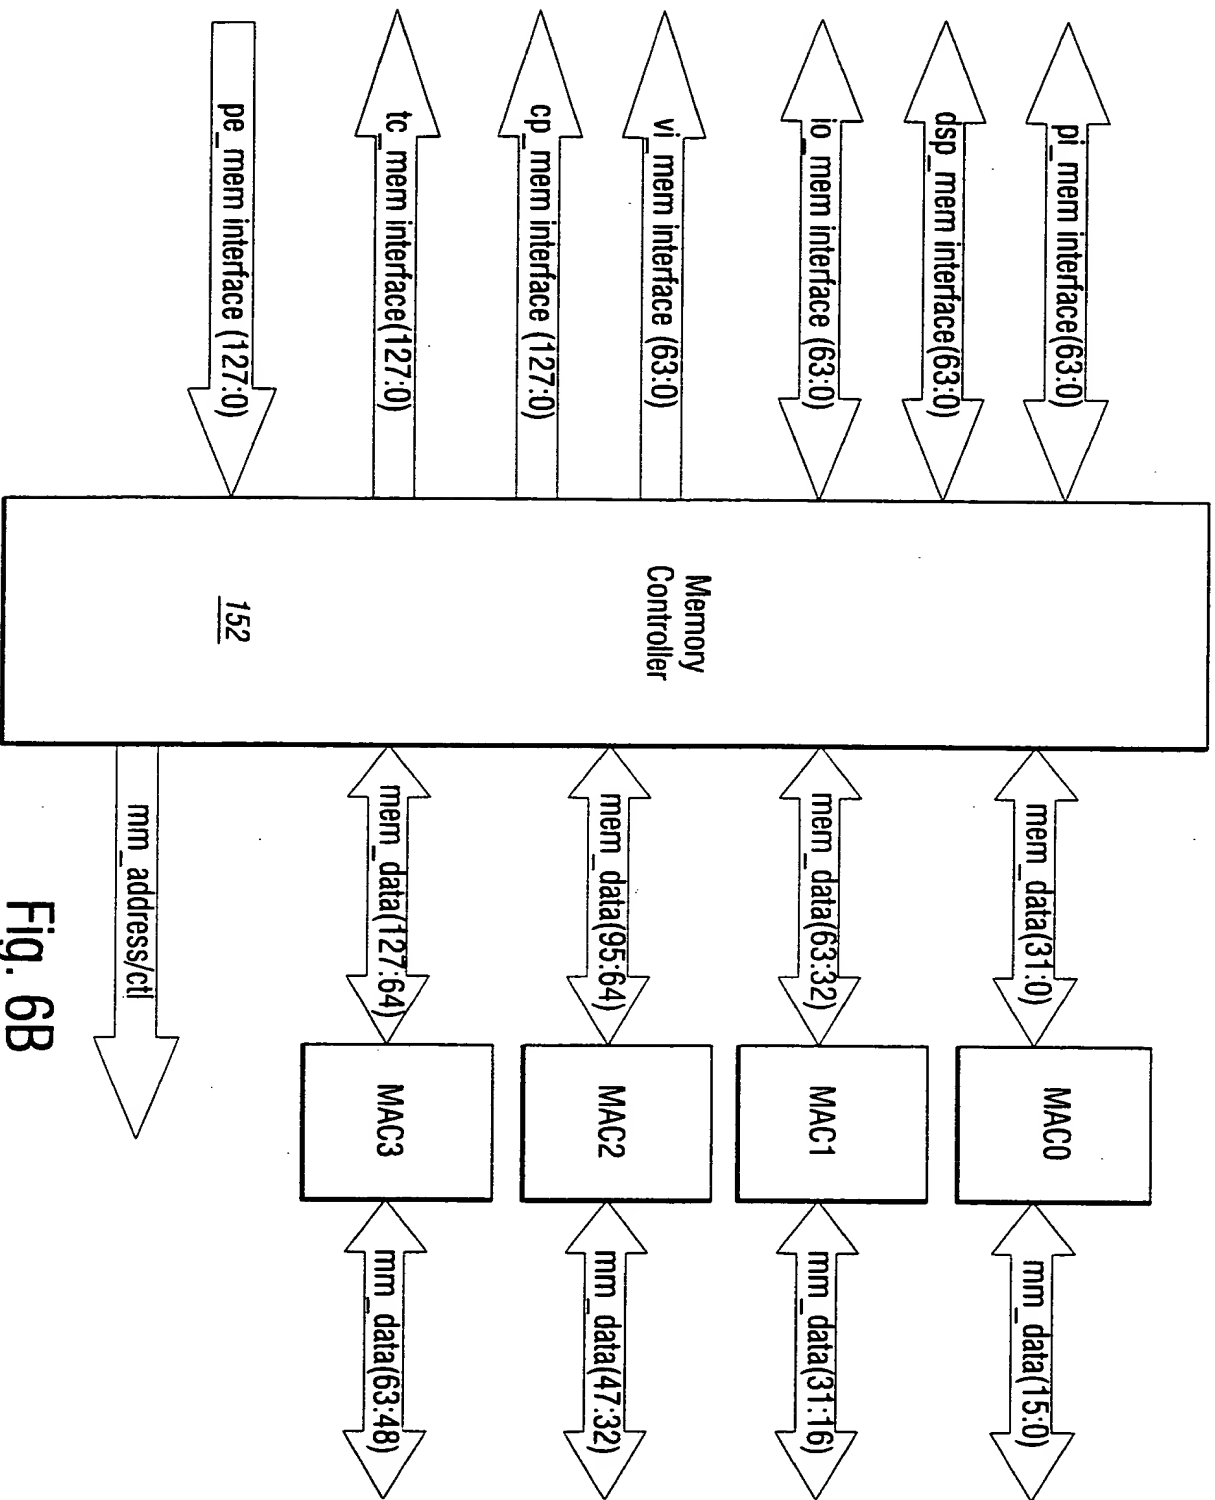 pi_mem interface(63:0)
dsp_mem interface(63:0)
io_mem interface (63:0)
vi_mem interface (63:0)
cp_mem interface (127:0)
tc_mem interface(127:0)
pe_mem interface (127:0)
Memory
Controller
152
mem_data(31:0)
mem_data(63:32)
mem_data(95:64)
mem_data(127:64)
mm_address/ctl
MAC0
MAC1
MAC2
MAC3
mm_data(15:0)
mm_data(31:16)
mm_data(47:32)
mm_data(63:48)
Fig. 6B